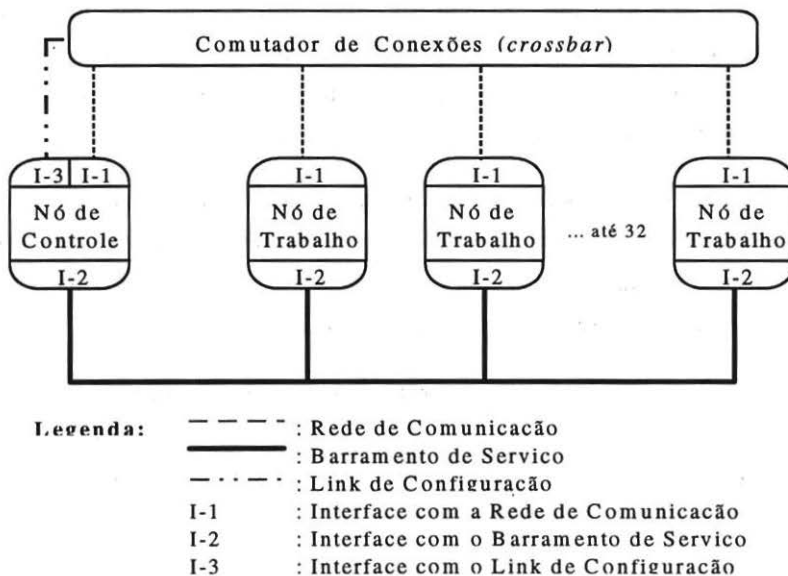 Comutador de Conexões (crossbar)
I-3 I-1 I-1 I-1 I-1
Nó de Nó de Nó de Nó de
Controle Trabalho Trabalho ... até 32 Trabalho
I-2 I-2 I-2 I-2
Legenda: : Rede de Comunicacão
: Barramento de Servico
: Link de Configuração
I-1 : Interface com a Rede de Comunicacão
I-2 : Interface com o Barramento de Servico
I-3 : Interface com o Link de Configuração